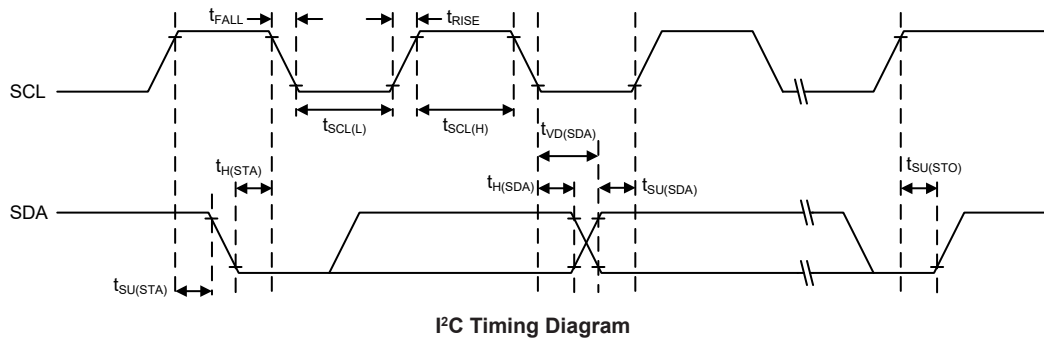 tFALL
tRISE
SCL
tSCL(L)
tSCL(H)
tVD(SDA)
tH(STA)
tH(SDA)
tSU(SDA)
tSU(STO)
SDA
tSU(STA)
I²C Timing Diagram